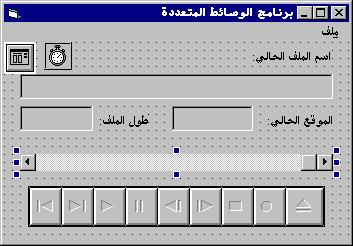 برنامج الوسائط المتعددة
ملف
اسم الملف الحالي:
الموقع الحالي: طول الملف: